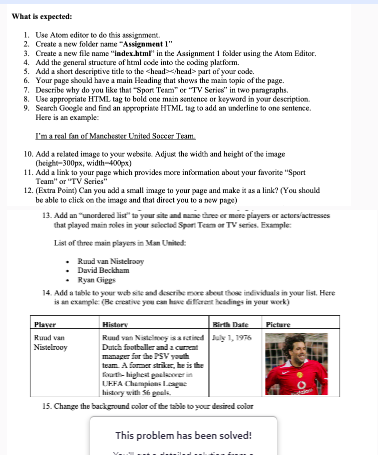 What is expected:
1. Use Atom editor to do this assignment.
2. Create a new folder name "Assignment 1"
3. Create a new file name "index.html" in the Assignment 1 folder using the Atom Editor.
4. Add the general structure of html code into the coding platform.
5. Add a short descriptive title to the <head></head> part of your code.
6. Your page should have a main Heading that shows the main topic of the page.
7. Describe why do you like that "Sport Team" or "TV Series" in two paragraphs.
8. Use appropriate HTML tag to bold one main sentence or keyword in your description.
9. Search Google and find an appropriate HTML tag to add an underline to one sentence.
Here is an example:
I'm a real fan of Manchester United Soccer Team.
10. Add a related image to your website. Adjust the width and height of the image
(height=300px, width=400px)
11. Add a link to your page which provides more information about your favorite "Sport
Team" or "TV Series"
12. (Extra Point) Can you add a small image to your page and make it as a link? (You should
be able to click on the image and that direct you to a new page)
13. Add an "unordered list" to your site and name three or more players or actors/actresses
that played main roles in your selected Sport Team or TV series. Example:
List of three main players in Man United:
• Ruud van Nistelrooy
• David Beckham
• Ryan Giggs
14. Add a table to your web site and describe more about those individuals in your list. Here
is an example: (Be creative you can have different headings in your work)
Player History Birth Date Picture
Ruud van Ruud van Nistelrooy is a retired July 1, 1976
Nistelrooy Dutch footballer and a current
manager for the PSV youth
team. A former striker, he is the
fourth-highest goalscorer in
UEFA Champions League
history with 56 goals.
15. Change the background color of the table to your desired color
This problem has been solved!